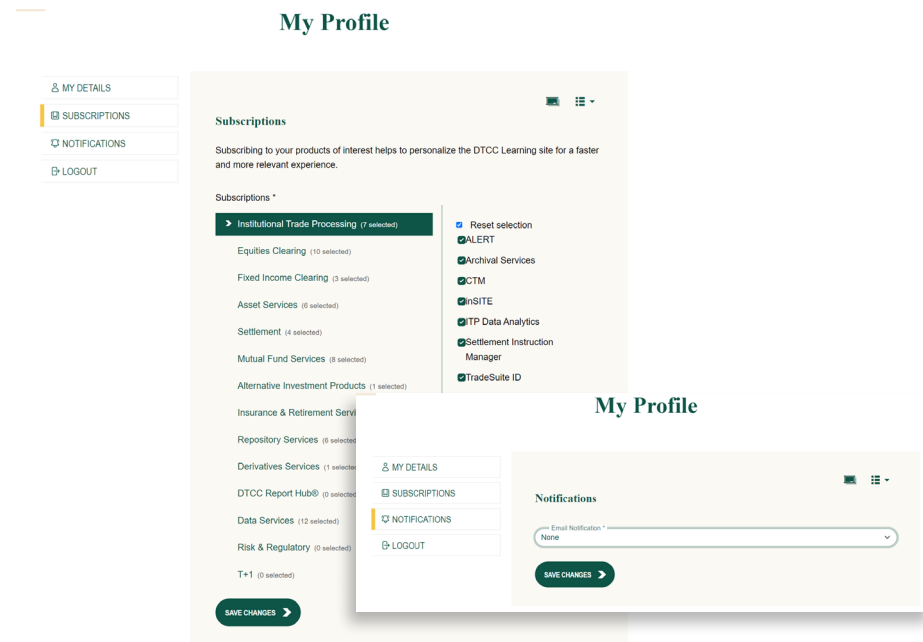 My Profile
MY DETAILS
SUBSCRIPTIONS
NOTIFICATIONS
LOGOUT
Subscriptions
Subscribing to your products of interest helps to personalize the DTCC Learning site for a faster
and more relevant experience.
Subscriptions *
Institutional Trade Processing (7 selected)
Equities Clearing (10 selected)
Fixed Income Clearing (3 selected)
Asset Services (6 selected)
Settlement (4 selected)
Mutual Fund Services (8 selected)
Alternative Investment Products (1 selected)
Insurance & Retirement Servi
Repository Services (6 selected
Derivatives Services (1 selected
DTCC Report Hub® (0 selected
Data Services (12 selected)
Risk & Regulatory (0 selected)
T+1 (0 selected)
SAVE CHANGES
Reset selection
ALERT
Archival Services
CTM
inSITE
ITP Data Analytics
Settlement Instruction
Manager
TradeSuite ID
My Profile
MY DETAILS
SUBSCRIPTIONS
NOTIFICATIONS
LOGOUT
Notifications
Email Notification *
None
SAVE CHANGES